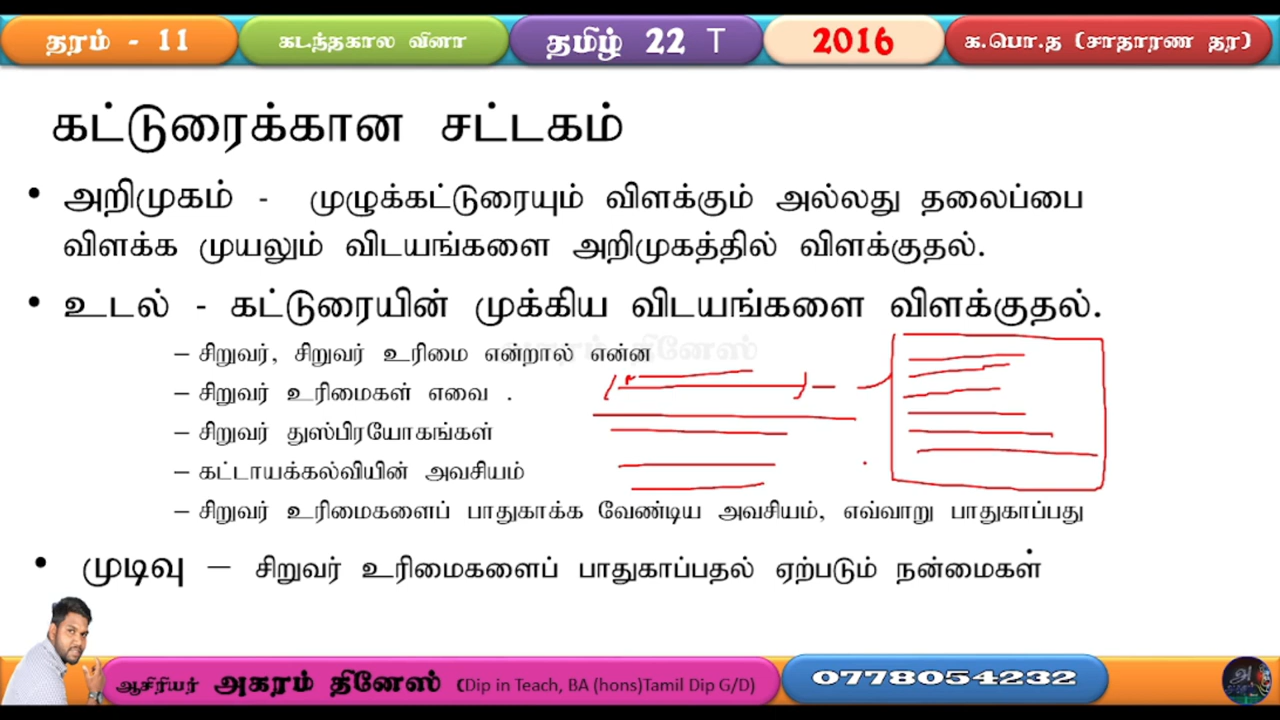 தரம் - 11
கடந்தகால வினா
தமிழ் 22 T
2016
க.பொ.த (சாதாரண தர)
கட்டுரைக்கான சட்டகம்
• அறிமுகம் - முழுக்கட்டுரையும் விளக்கும் அல்லது தலைப்பை
விளக்க முயலும் விடயங்களை அறிமுகத்தில் விளக்குதல்.
• உடல் - கட்டுரையின் முக்கிய விடயங்களை விளக்குதல்.
– சிறுவர், சிறுவர் உரிமை என்றால் என்ன
– சிறுவர் உரிமைகள் எவை .
– சிறுவர் துஸ்பிரயோகங்கள்
– கட்டாயக்கல்வியின் அவசியம்
– சிறுவர் உரிமைகளைப் பாதுகாக்க வேண்டிய அவசியம், எவ்வாறு பாதுகாப்பது
• முடிவு – சிறுவர் உரிமைகளைப் பாதுகாப்பதல் ஏற்படும் நன்மைகள்
ஆசிரியர் அகரம் தினேஸ் (Dip in Teach, BA (hons)Tamil Dip G/D)
0778054232